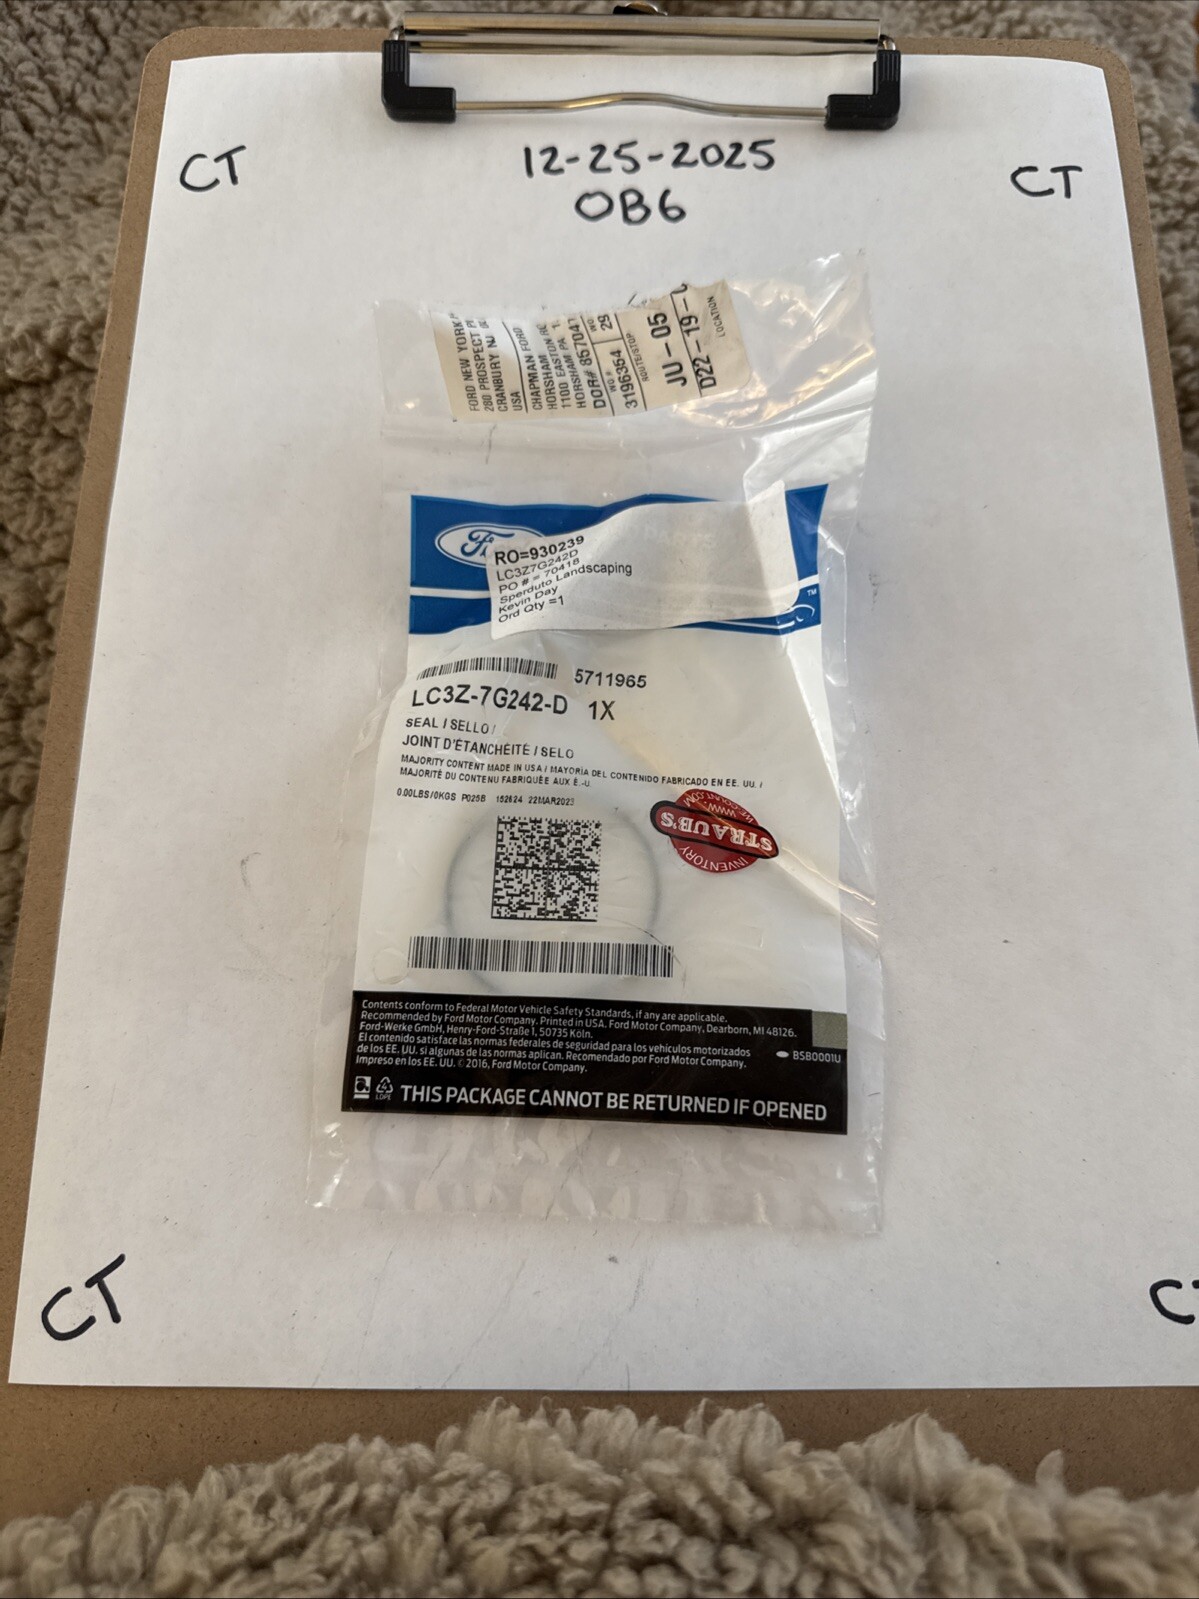 CT
12-25-2025
CT
OB6
FORD NEW YORK
280 PROSPECT
CRANBURY NJ
USA
CHAPMAN FORD
HORSHAM
1100 EASTON
HORSHAM PA
DOR# 857041
WO #
3196364
29
ROUTE/STOP
JU-05
D22-19-
LOCATION
PARTS
RO=930239
LC3Z7G242D
PO # = 70418
Sperduto Landscaping
Kevin Day
Ord Qty =1
TM
5711965
LC3Z-7G242-D 1X
SEAL / SELLO /
JOINT D'ÉTANCHÉITÉ / SELO
MAJORITY CONTENT MADE IN USA / MAYORÍA DEL CONTENIDO FABRICADO EN EE. UU. /
MAJORITÉ DU CONTENU FABRIQUÉE AUX É.-U.
0.00LBS/0KGS P025B 152624 22MAR2023
STRAUB'S
INVENTORY
Contents conform to Federal Motor Vehicle Safety Standards, if any are applicable.
Recommended by Ford Motor Company. Printed in USA. Ford Motor Company, Dearborn, MI 48126.
Ford-Werke GmbH, Henry-Ford-Straße 1, 50735 Köln.
El contenido satisface las normas federales de seguridad para los vehículos motorizados
de los EE. UU. si algunas de las normas aplican. Recomendado por Ford Motor Company.
Impreso en los EE. UU. © 2016, Ford Motor Company.
BSB0001U
LDPE
THIS PACKAGE CANNOT BE RETURNED IF OPENED
CT